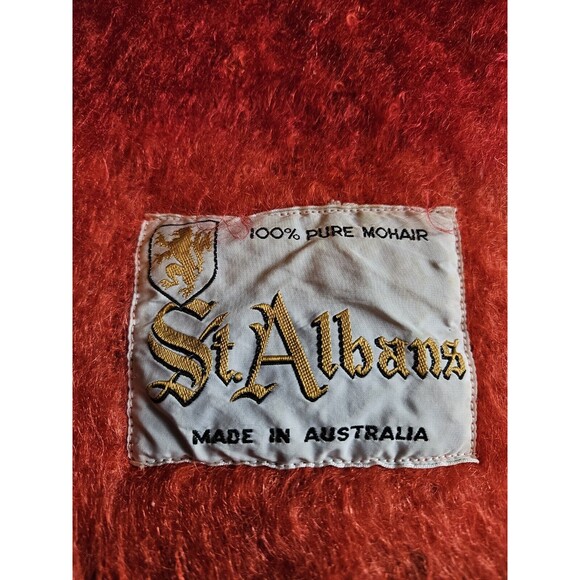 100% PURE MOHAIR
St. Albans
MADE IN AUSTRALIA